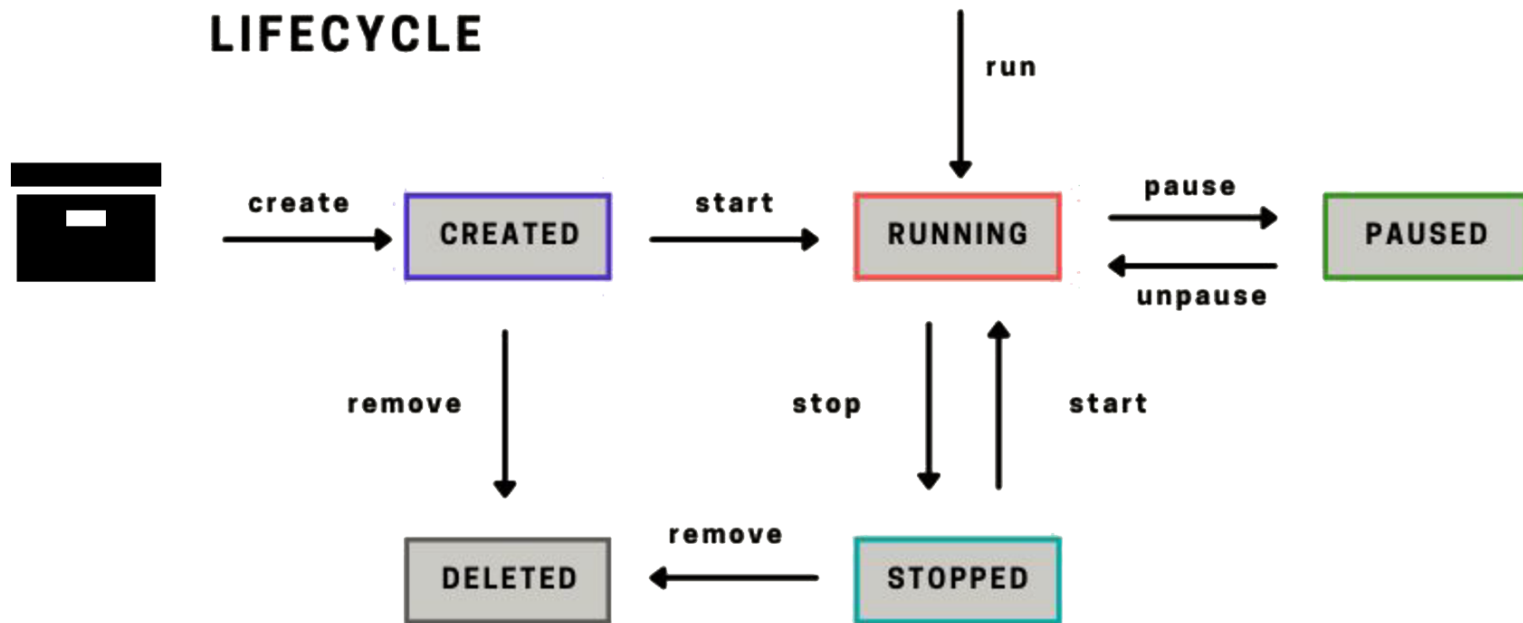 LIFECYCLE
run
create
CREATED
start
RUNNING
pause
unpause
PAUSED
remove
stop
start
DELETED
remove
STOPPED